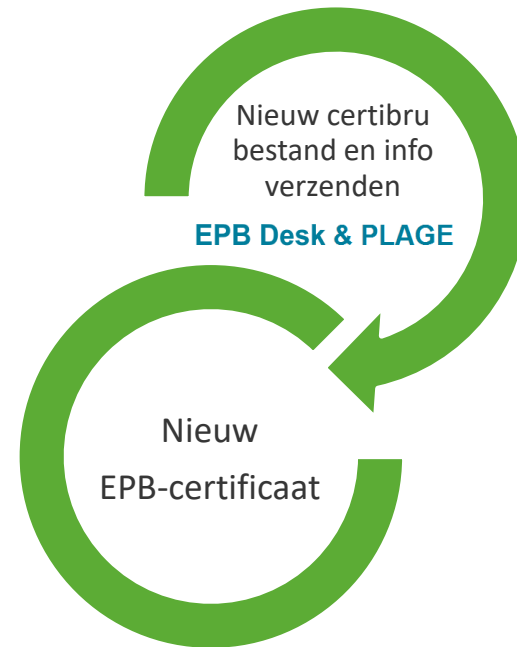 Nieuw certibru
bestand en info
verzenden
EPB Desk & PLAGE
Nieuw
EPB-certificaat